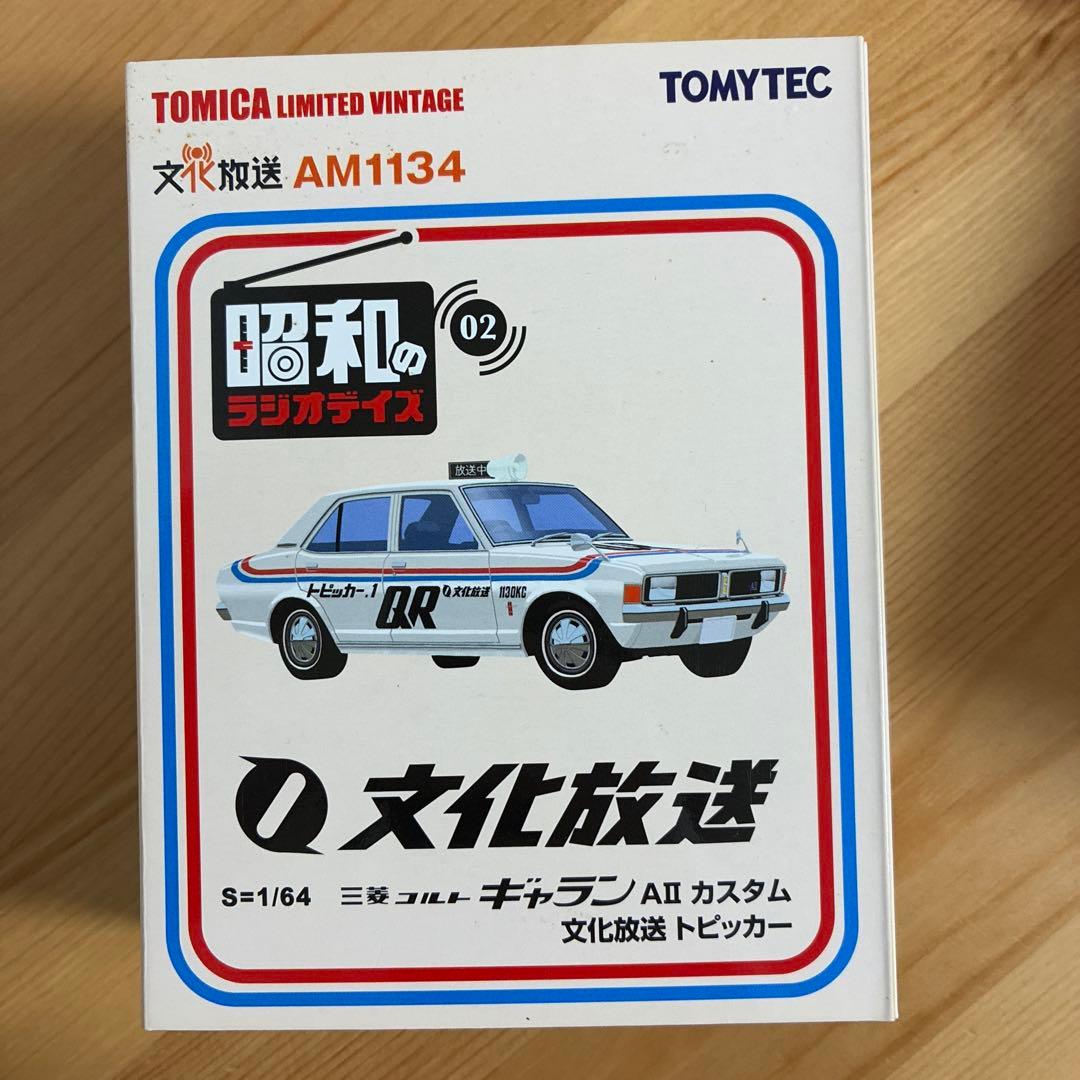 TOMICA LIMITED VINTAGE
TOMYTEC
文化放送 AM1134
昭和の
ラジオデイズ
02
放送中
トピッカー.1
QR
文化放送
1130KC
文化放送
S=1/64 三菱 コルト ギャラン AⅡ カスタム
文化放送 トピッカー